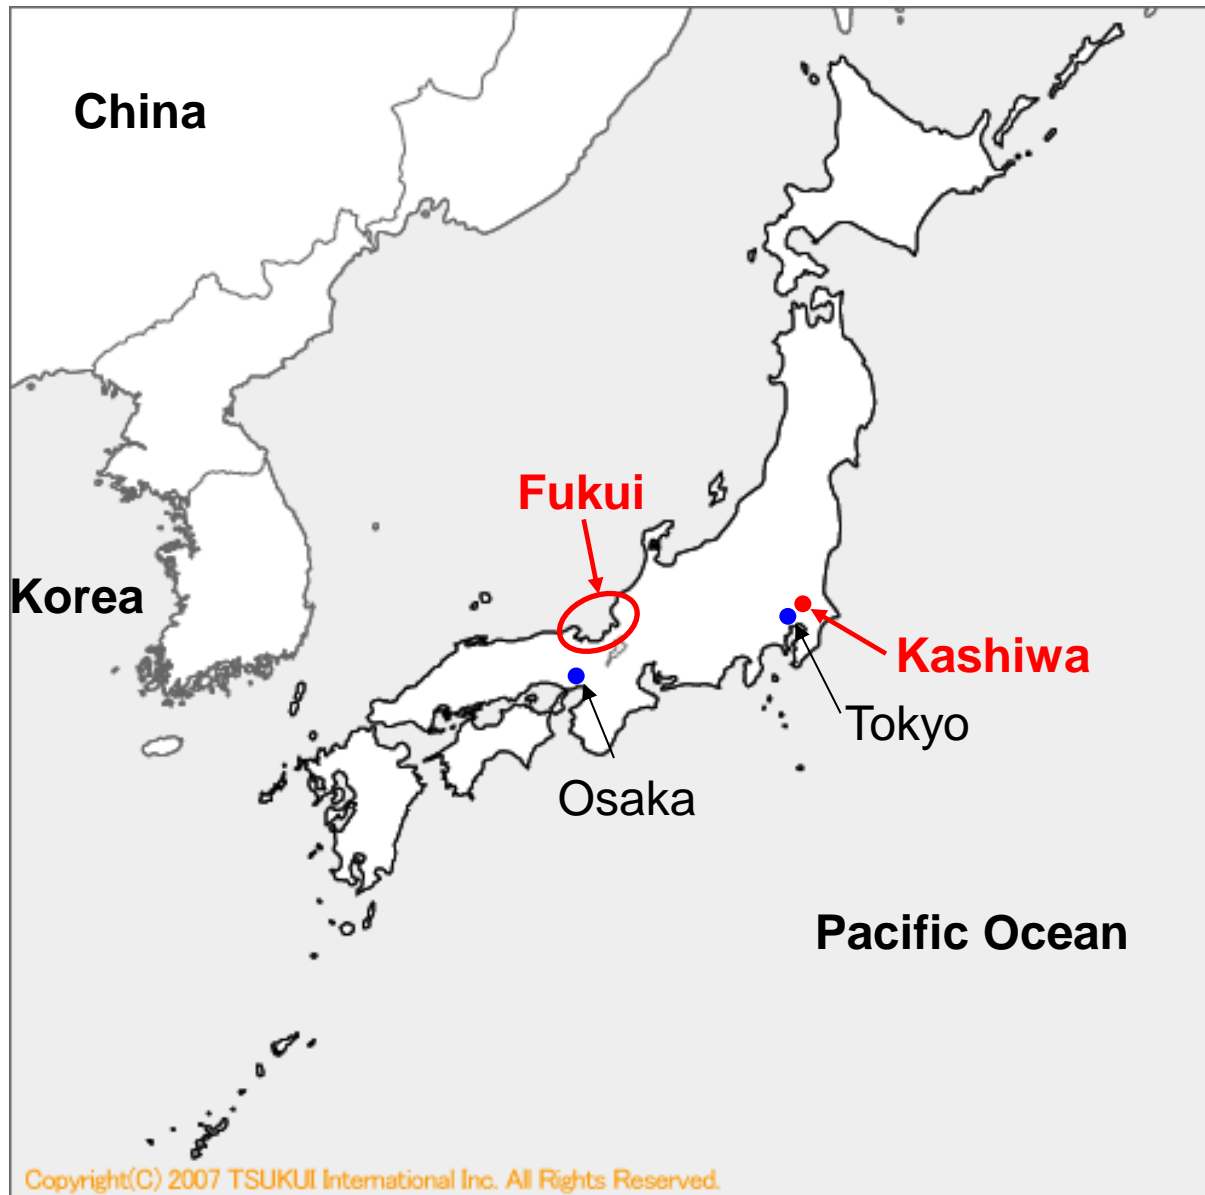 China
Fukui
Korea
Kashiwa
Tokyo
Osaka
Pacific Ocean
Copyright(C) 2007 TSUKUI International Inc. All Rights Reserved.